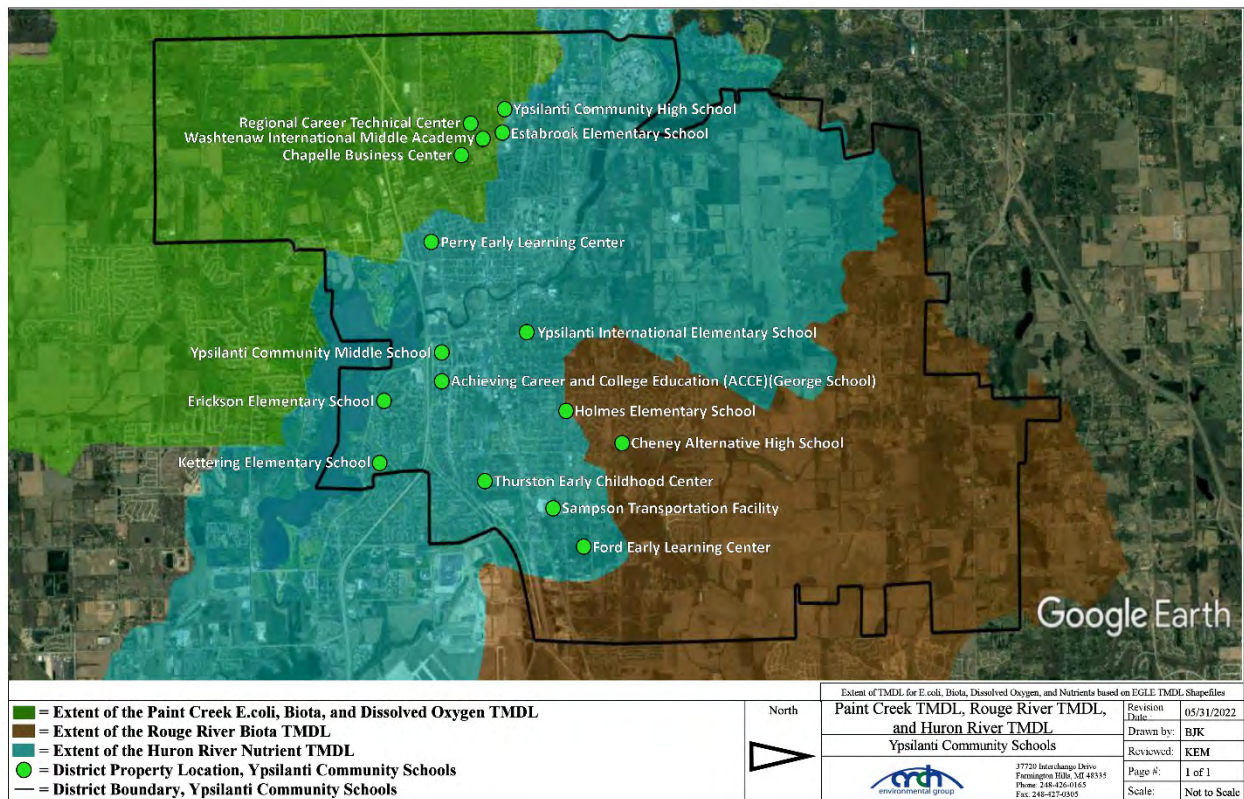 Ypsilanti Community High School
Regional Career Technical Center
Estabrook Elementary School
Washtenaw International Middle Academy
Chapelle Business Center
Perry Early Learning Center
Ypsilanti International Elementary School
Ypsilanti Community Middle School
Achieving Career and College Education (ACCE)(George School)
Erickson Elementary School
Holmes Elementary School
Cheney Alternative High School
Kettering Elementary School
Thurston Early Childhood Center
Sampson Transportation Facility
Ford Early Learning Center
Google Earth
= Extent of the Paint Creek E.coli, Biota, and Dissolved Oxygen TMDL
= Extent of the Rouge River Biota TMDL
= Extent of the Huron River Nutrient TMDL
= District Property Location, Ypsilanti Community Schools
= District Boundary, Ypsilanti Community Schools
North
Extent of TMDL for E.coli, Biota, Dissolved Oxygen, and Nutrients based on EGLE TMDL Shapefiles
Paint Creek TMDL, Rouge River TMDL,
and Huron River TMDL
Ypsilanti Community Schools
arch
environmental group
37720 Interchange Drive
Farmington Hills, MI 48335
Phone: 248-426-0165
Fax: 248-427-0305
Revision Date: 05/31/2022
Drawn by: BJK
Reviewed: KEM
Page #: 1 of 1
Scale: Not to Scale